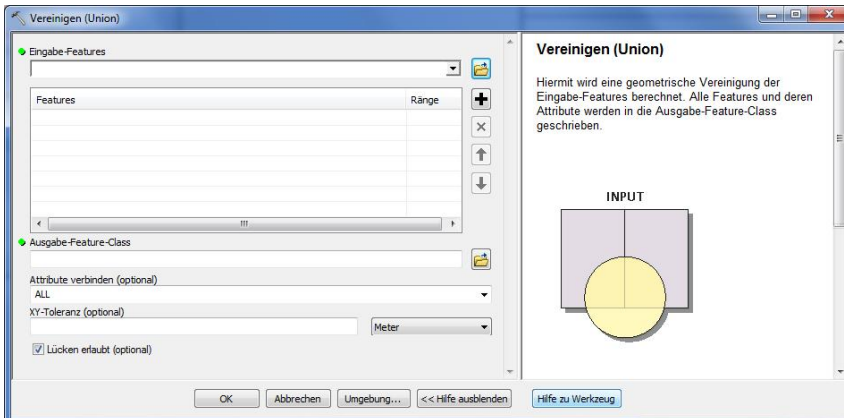 Vereinigen (Union)
Eingabe-Features
Features Ränge
Ausgabe-Feature-Class
Attribute verbinden (optional)
ALL
XY-Toleranz (optional)
Meter
Lücken erlaubt (optional)
Vereinigen (Union)
Hiermit wird eine geometrische Vereinigung der
Eingabe-Features berechnet. Alle Features und deren
Attribute werden in die Ausgabe-Feature-Class
geschrieben.
INPUT
OK Abbrechen Umgebung... << Hilfe ausblenden Hilfe zu Werkzeug